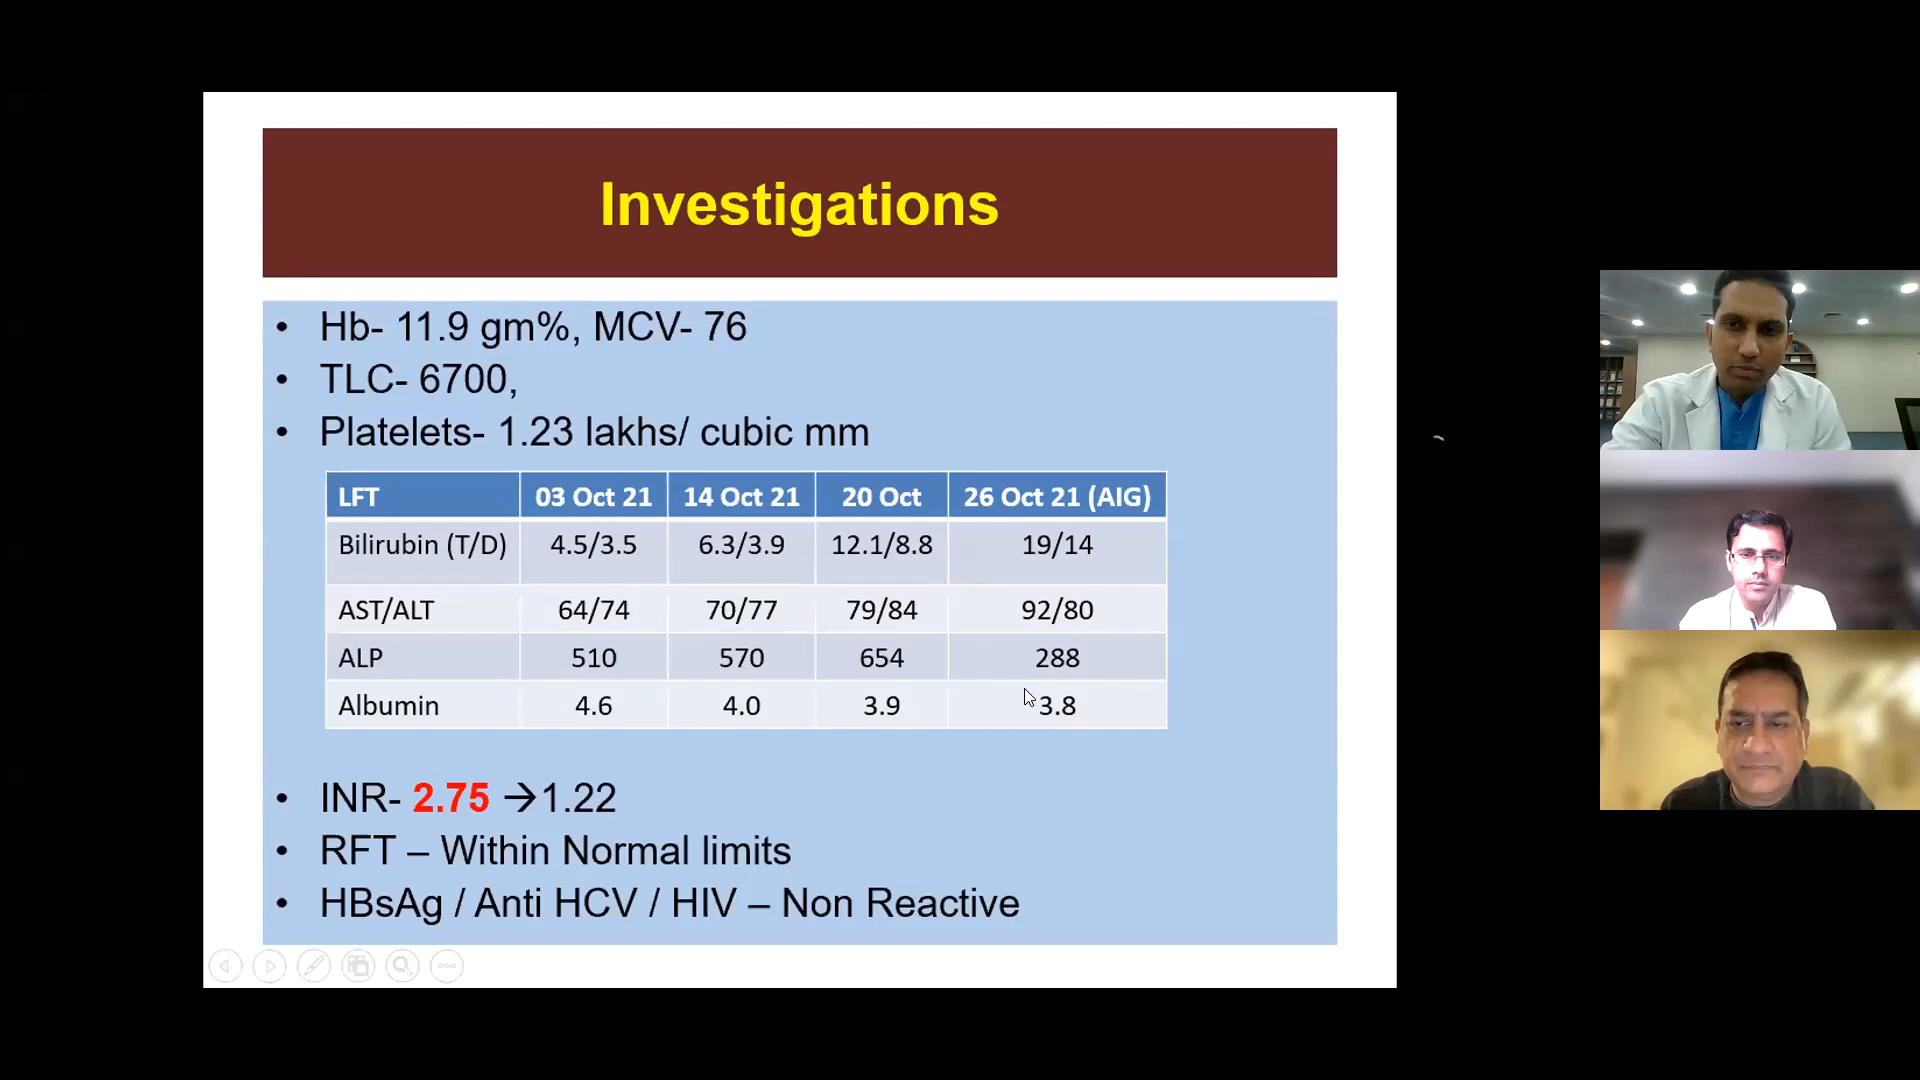 Investigations
• Hb- 11.9 gm%, MCV- 76
• TLC- 6700,
• Platelets- 1.23 lakhs/ cubic mm
LFT 03 Oct 21 14 Oct 21 20 Oct 26 Oct 21 (AIG)
Bilirubin (T/D) 4.5/3.5 6.3/3.9 12.1/8.8 19/14
AST/ALT 64/74 70/77 79/84 92/80
ALP 510 570 654 288
Albumin 4.6 4.0 3.9 3.8
• INR- 2.75 →1.22
• RFT – Within Normal limits
• HBsAg / Anti HCV / HIV – Non Reactive